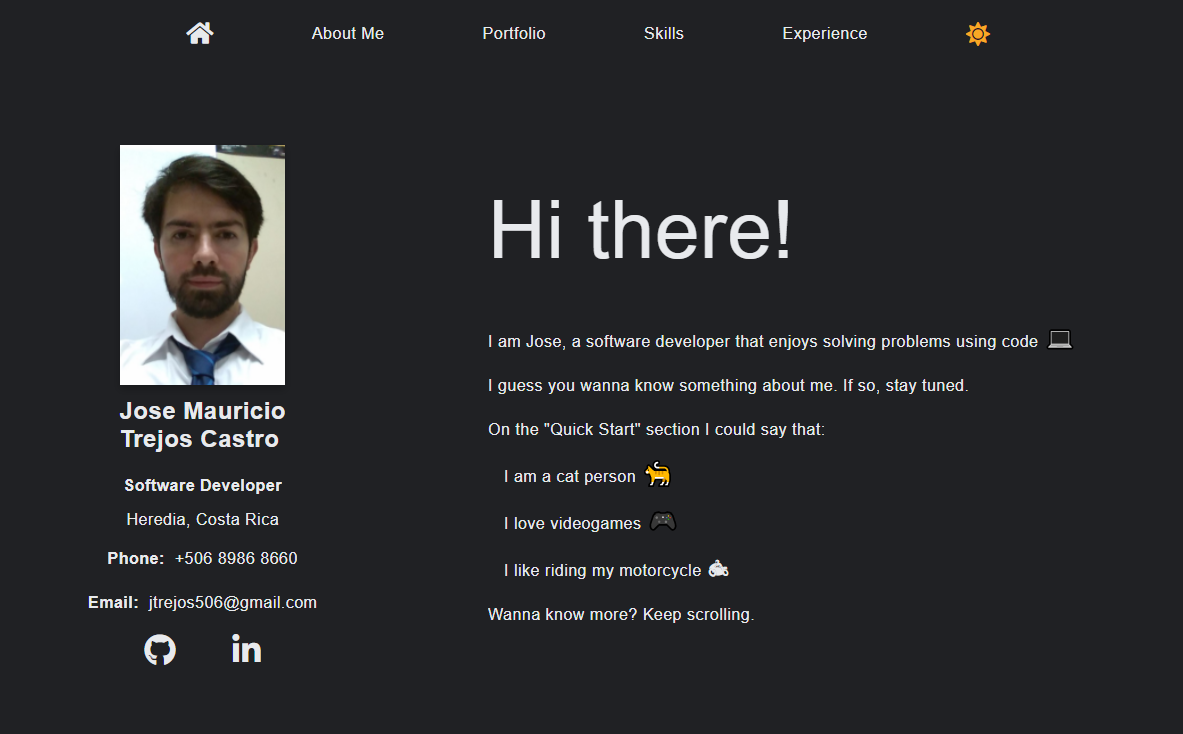 About Me Portfolio Skills Experience
Jose Mauricio
Trejos Castro
Software Developer
Heredia, Costa Rica
Phone: +506 8986 8660
Email: jtrejos506@gmail.com
in
Hi there!
I am Jose, a software developer that enjoys solving problems using code
I guess you wanna know something about me. If so, stay tuned.
On the "Quick Start" section I could say that:
I am a cat person
I love videogames
I like riding my motorcycle
Wanna know more? Keep scrolling.